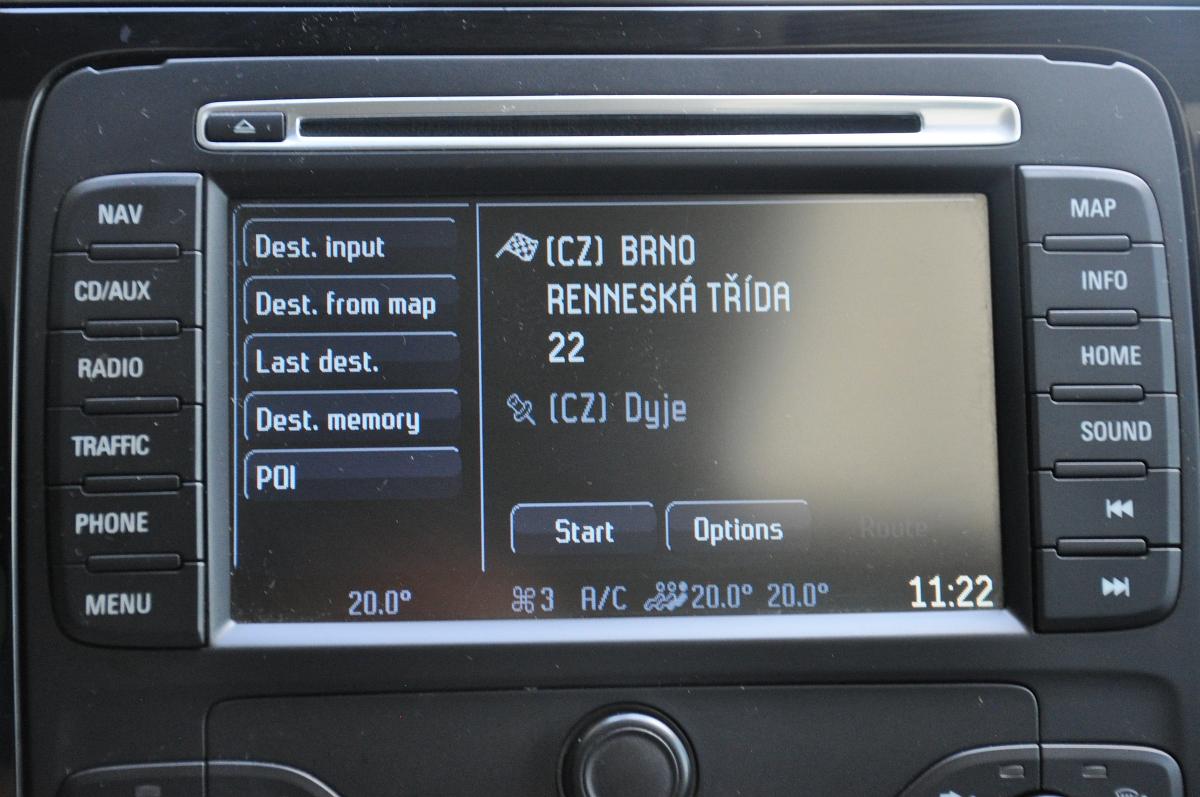 NAV
CD/AUX
RADIO
TRAFFIC
PHONE
MENU
Dest. input
Dest. from map
Last dest.
Dest. memory
POI
(CZ) BRNO
RENNESKÁ TŘÍDA
22
(CZ) Dyje
Start Options Route
20.0° 3 A/C 20.0° 20.0° 11:22
MAP
INFO
HOME
SOUND